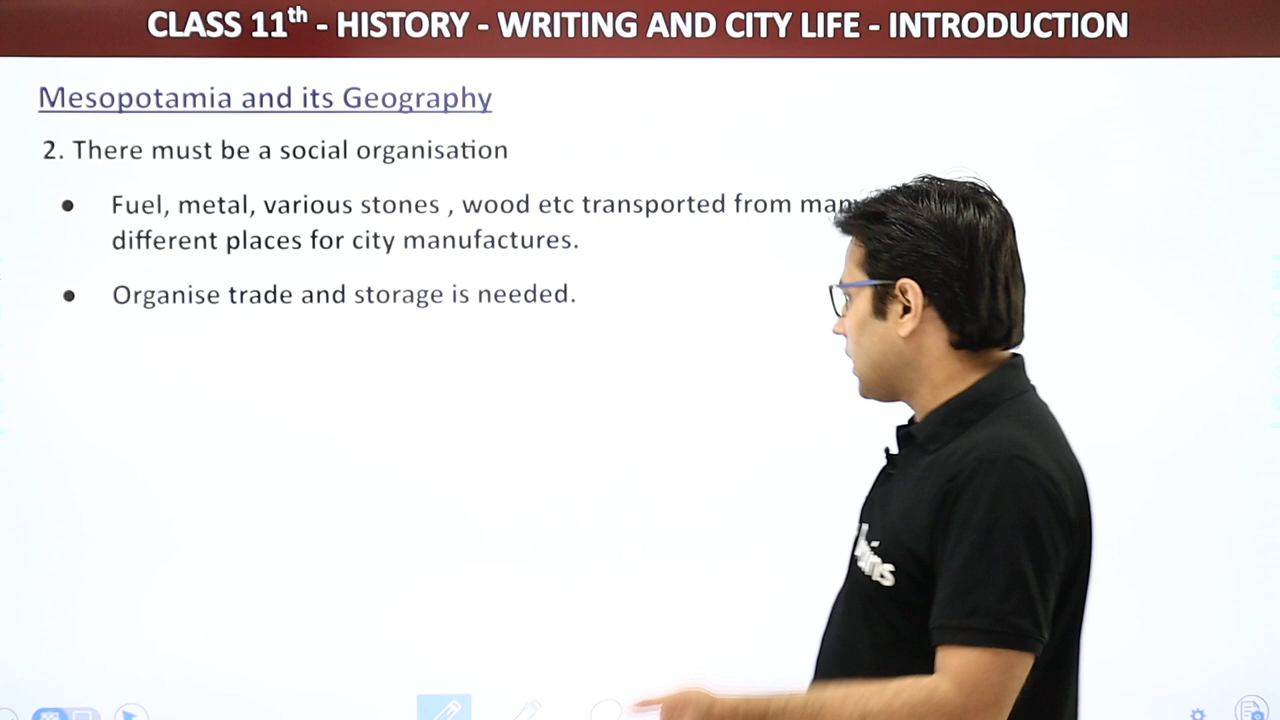 CLASS 11th - HISTORY - WRITING AND CITY LIFE - INTRODUCTION
Mesopotamia and its Geography
2. There must be a social organisation
● Fuel, metal, various stones , wood etc transported from
different places for city manufactures.
● Organise trade and storage is needed.